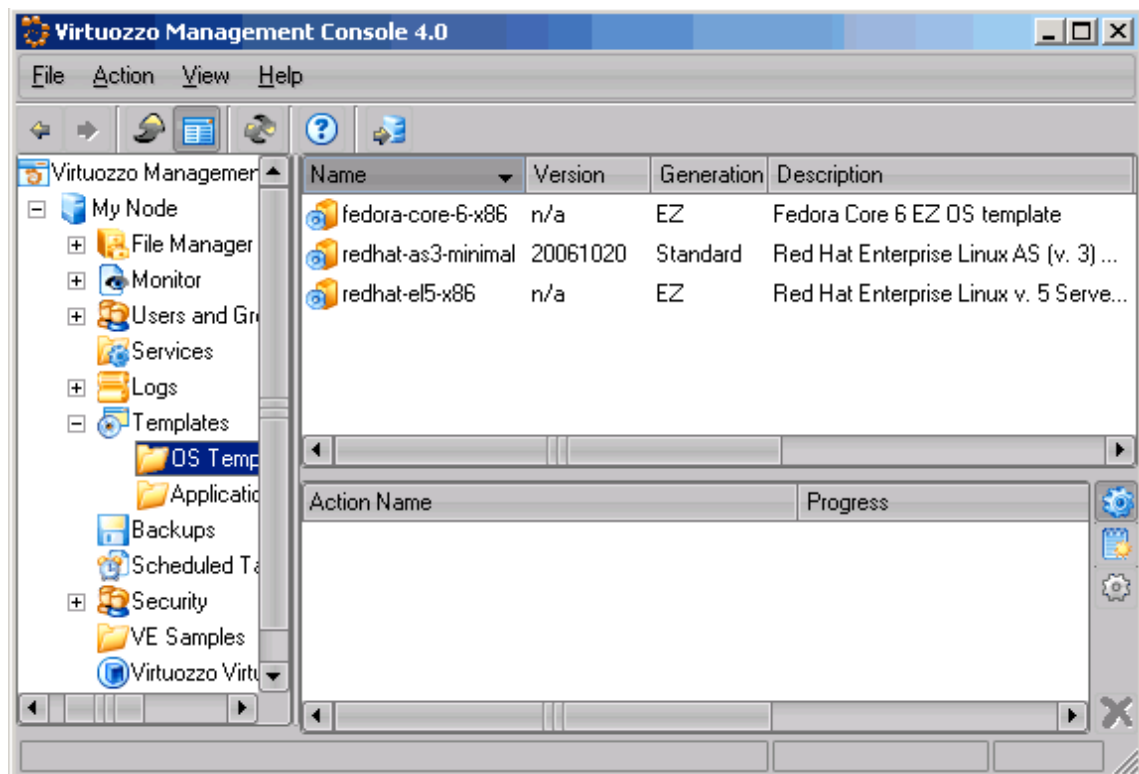 Virtuozzo Management Console 4.0
File Action View Help
Virtuozzo Managemen
My Node
File Manager
Monitor
Users and Gr
Services
Logs
Templates
OS Temp
Applicatio
Backups
Scheduled Ta
Security
VE Samples
Virtuozzo Virtu
Name Version Generation Description
fedora-core-6-x86 n/a EZ Fedora Core 6 EZ OS template
redhat-as3-minimal 20061020 Standard Red Hat Enterprise Linux AS (v. 3) ...
redhat-el5-x86 n/a EZ Red Hat Enterprise Linux v. 5 Serve...
Action Name Progress